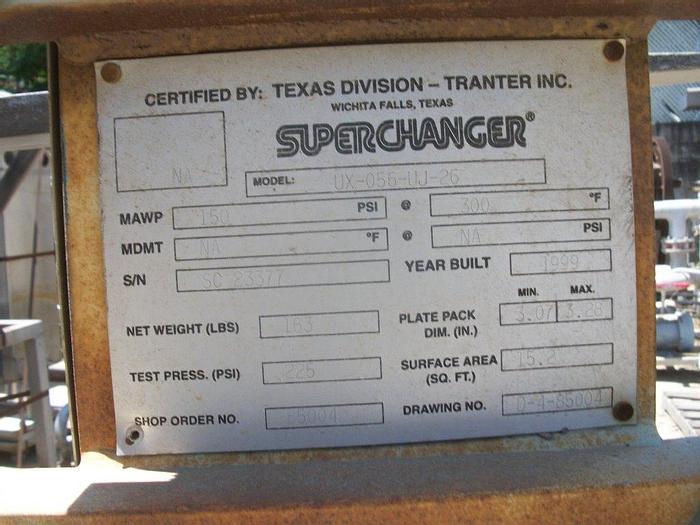 CERTIFIED BY: TEXAS DIVISION – TRANTER INC.
WICHITA FALLS, TEXAS
SUPERCHANGER®
NA
MODEL: UX-056-UJ-26
MAWP 150 PSI @ 300 °F
MDMT NA °F @ NA PSI
S/N SC 23377
YEAR BUILT 1999
MIN. MAX.
NET WEIGHT (LBS) 163
PLATE PACK DIM. (IN.) 3.07 3.28
TEST PRESS. (PSI) 225
SURFACE AREA (SQ. FT.) 15.2
SHOP ORDER NO.
DRAWING NO. D-4-85004